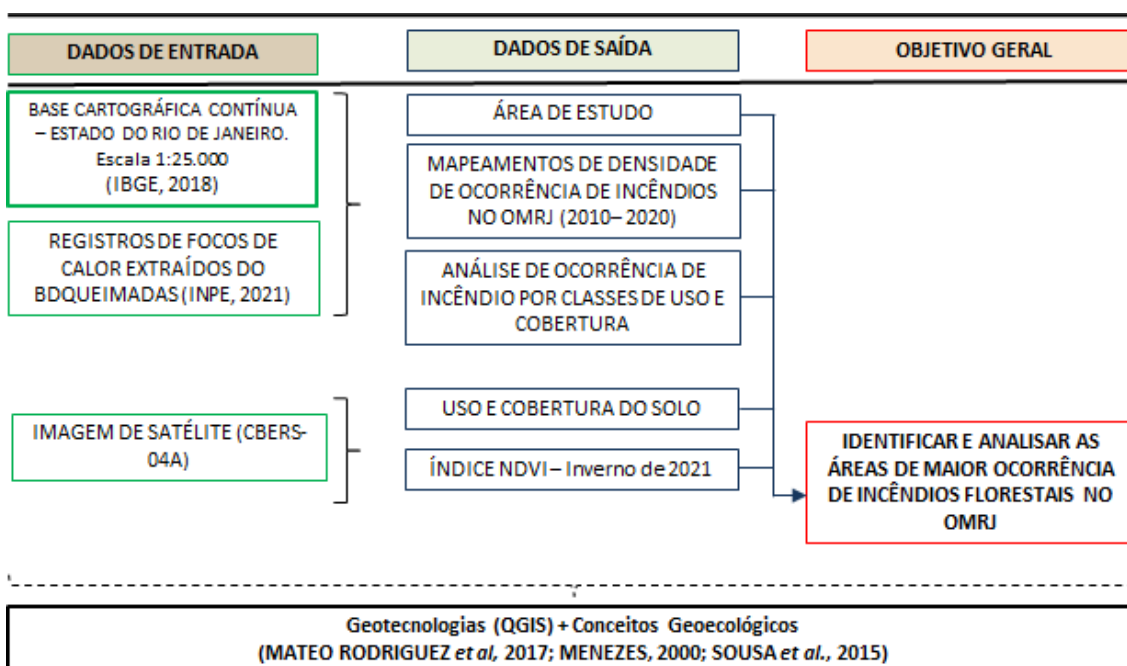 DADOS DE ENTRADA
DADOS DE SAÍDA
OBJETIVO GERAL
BASE CARTOGRÁFICA CONTÍNUA
– ESTADO DO RIO DE JANEIRO.
Escala 1:25.000
(IBGE, 2018)
REGISTROS DE FOCOS DE
CALOR EXTRAÍDOS DO
BDQUEIMADAS (INPE, 2021)
IMAGEM DE SATÉLITE (CBERS-
04A)
ÁREA DE ESTUDO
MAPEAMENTOS DE DENSIDADE
DE OCORRÊNCIA DE INCÊNDIOS
NO OMRJ (2010– 2020)
ANÁLISE DE OCORRÊNCIA DE
INCÊNDIO POR CLASSES DE USO E
COBERTURA
USO E COBERTURA DO SOLO
ÍNDICE NDVI – Inverno de 2021
IDENTIFICAR E ANALISAR AS
ÁREAS DE MAIOR OCORRÊNCIA
DE INCÊNDIOS FLORESTAIS NO
OMRJ
Geotecnologias (QGIS) + Conceitos Geoecológicos
(MATEO RODRIGUEZ et al, 2017; MENEZES, 2000; SOUSA et al., 2015)